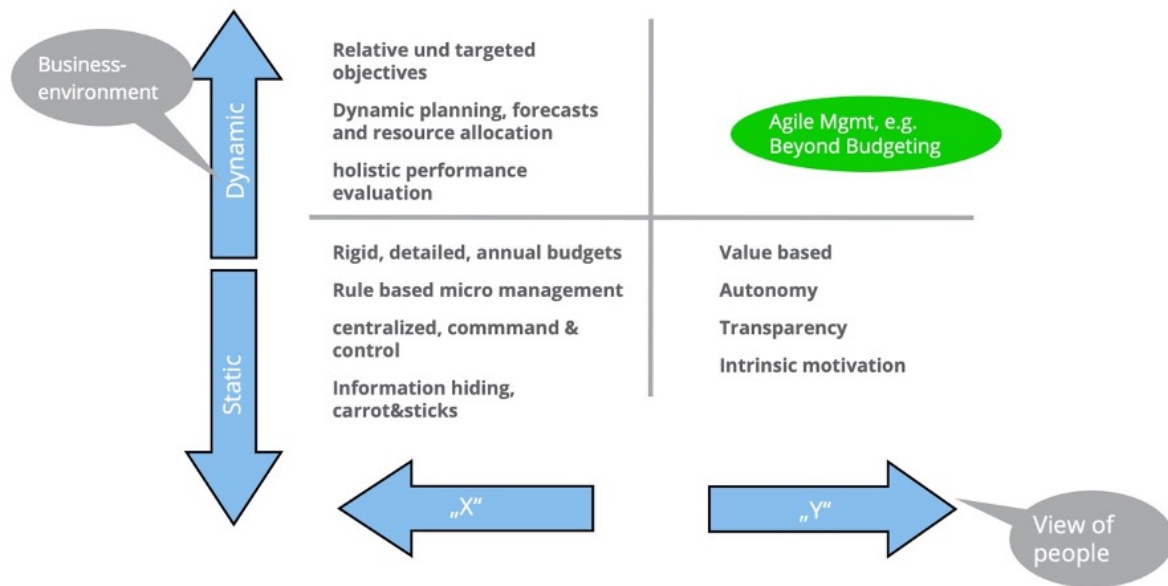 Business-
environment
Dynamic
Relative und targeted
objectives
Dynamic planning, forecasts
and resource allocation
holistic performance
evaluation
Agile Mgmt, e.g.
Beyond Budgeting
Static
Rigid, detailed, annual budgets
Rule based micro management
centralized, commmand &
control
Information hiding,
carrot&sticks
Value based
Autonomy
Transparency
Intrinsic motivation
„X“
„Y“
View of
people